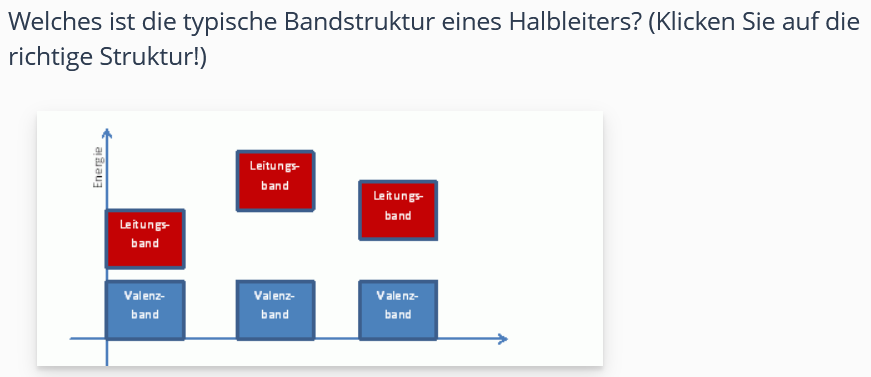 Welches ist die typische Bandstruktur eines Halbleiters? (Klicken Sie auf die
richtige Struktur!)
Energie
Leitungs-
band
Leitungs-
band
Leitungs-
band
Valenz-
band
Valenz-
band
Valenz-
band